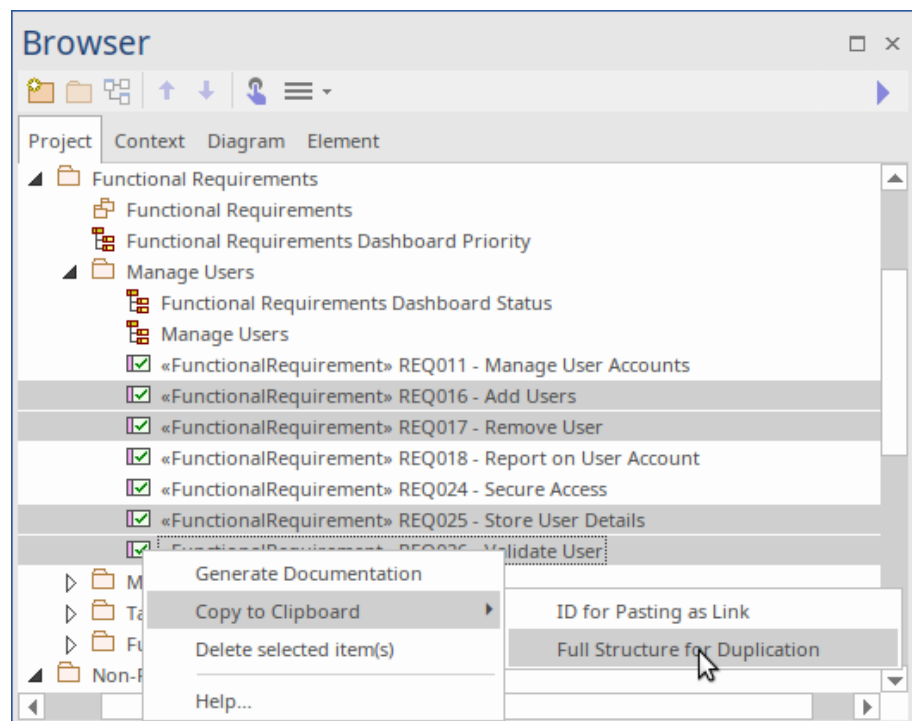 Browser
Project Context Diagram Element
Functional Requirements
Functional Requirements
Functional Requirements Dashboard Priority
Manage Users
Functional Requirements Dashboard Status
Manage Users
«FunctionalRequirement» REQ011 - Manage User Accounts
«FunctionalRequirement» REQ016 - Add Users
«FunctionalRequirement» REQ017 - Remove User
«FunctionalRequirement» REQ018 - Report on User Account
«FunctionalRequirement» REQ024 - Secure Access
«FunctionalRequirement» REQ025 - Store User Details
«FunctionalRequirement» REQ026 - Validate User
Generate Documentation
Copy to Clipboard
ID for Pasting as Link
Delete selected item(s)
Full Structure for Duplication
Help...